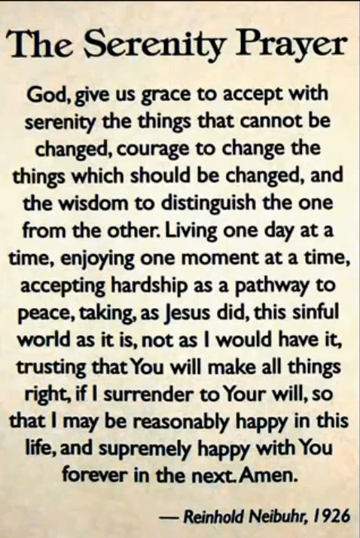 The Serenity Prayer
God, give us grace to accept with
serenity the things that cannot be
changed, courage to change the
things which should be changed, and
the wisdom to distinguish the one
from the other. Living one day at a
time, enjoying one moment at a time,
accepting hardship as a pathway to
peace, taking, as Jesus did, this sinful
world as it is, not as I would have it,
trusting that You will make all things
right, if I surrender to Your will, so
that I may be reasonably happy in this
life, and supremely happy with You
forever in the next. Amen.
— Reinhold Neibuhr, 1926